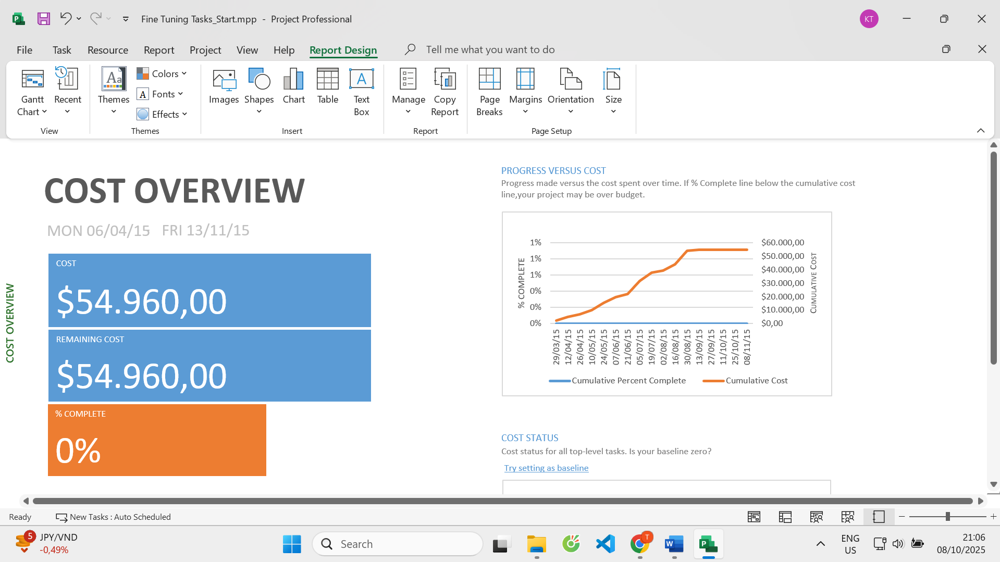 Fine Tuning Tasks_Start.mpp - Project Professional
KT
File Task Resource Report Project View Help Report Design Tell me what you want to do
Gantt Chart
Recent
View
Themes
Colors
Fonts
Effects
Themes
Images
Shapes
Chart
Table
Text Box
Insert
Manage
Copy Report
Report
Page Breaks
Margins
Orientation
Size
Page Setup
COST OVERVIEW
COST OVERVIEW
MON 06/04/15 FRI 13/11/15
COST
$54.960,00
REMAINING COST
$54.960,00
% COMPLETE
0%
PROGRESS VERSUS COST
Progress made versus the cost spent over time. If % Complete line below the cumulative cost
line,your project may be over budget.
% COMPLETE
1%
1%
1%
0%
0%
0%
$60.000,00
$50.000,00
$40.000,00
$30.000,00
$20.000,00
$10.000,00
$0,00
CUMULATIVE COST
29/03/15
12/04/15
26/04/15
10/05/15
24/05/15
07/06/15
21/06/15
05/07/15
19/07/15
02/08/15
16/08/15
30/08/15
13/09/15
27/09/15
11/10/15
25/10/15
08/11/15
Cumulative Percent Complete Cumulative Cost
COST STATUS
Cost status for all top-level tasks. Is your baseline zero?
Try setting as baseline
Ready New Tasks : Auto Scheduled
5
JPY/VND
-0,49%
Search
T
ENG
US
21:06
08/10/2025